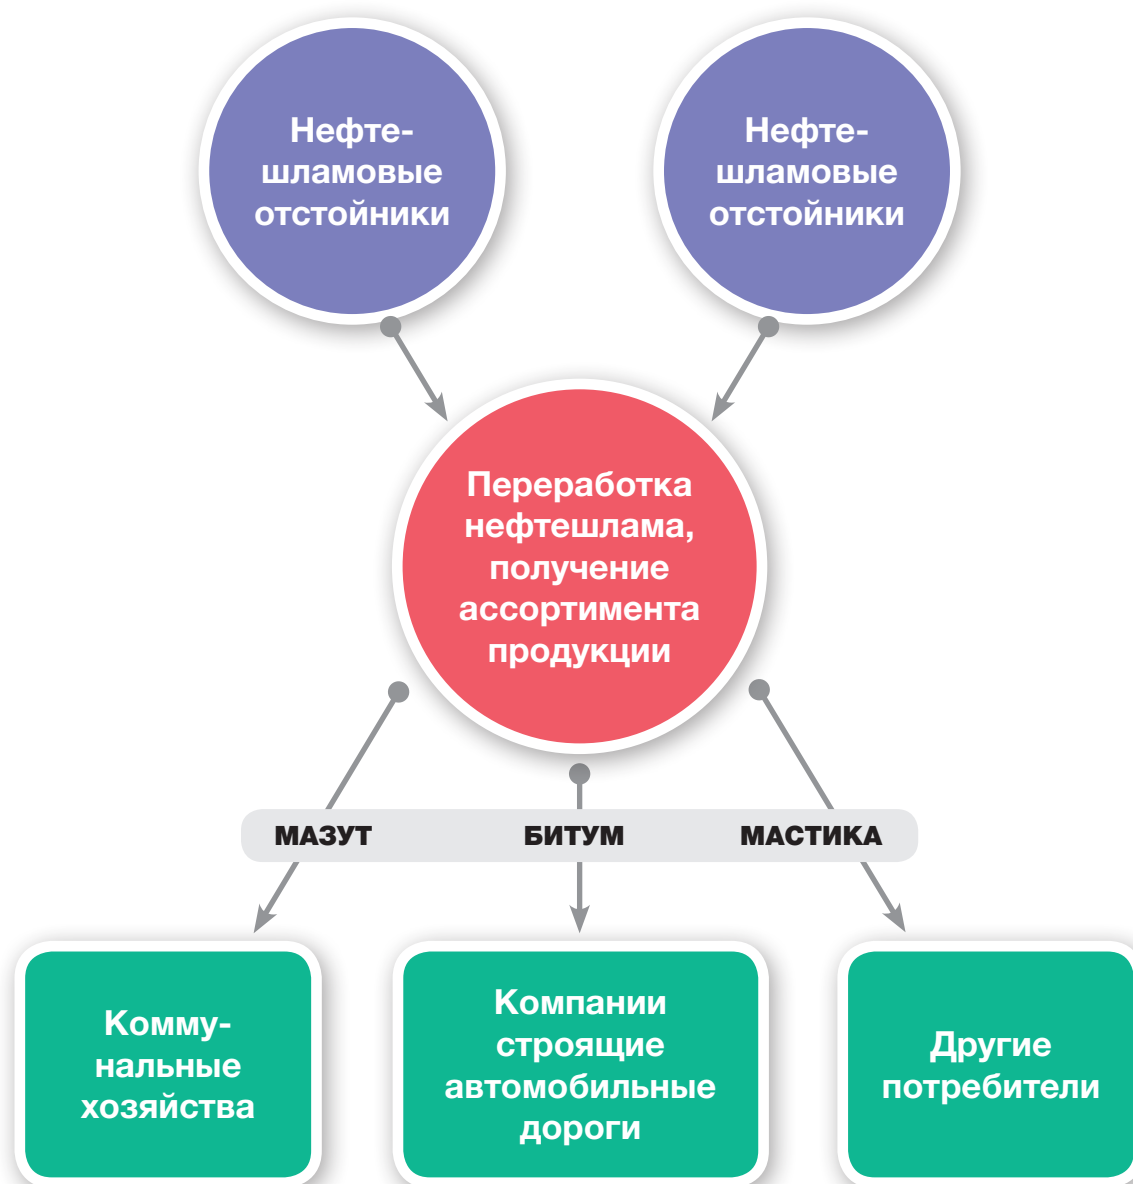 Нефте-
шламовые
отстойники
Нефте-
шламовые
отстойники
Переработка
нефтешлама,
получение
ассортимента
продукции
МАЗУТ
БИТУМ
МАСТИКА
Комму-
нальные
хозяйства
Компании
строящие
автомобильные
дороги
Другие
потребители